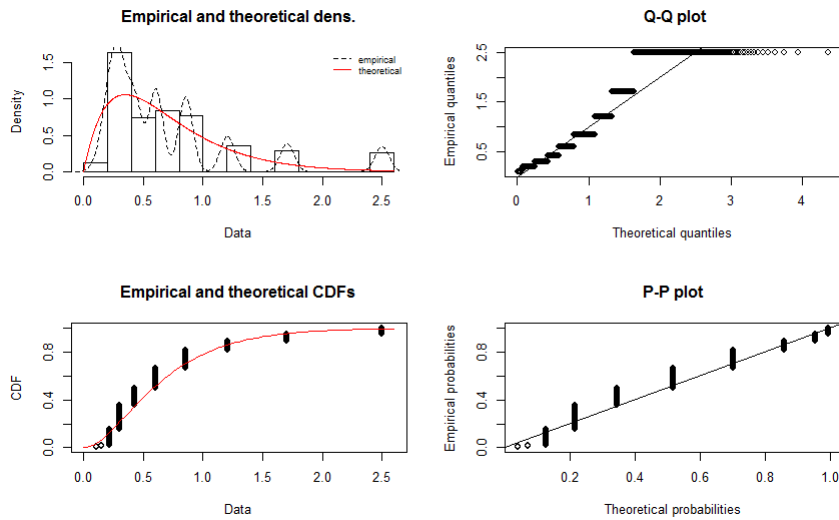 Empirical and theoretical dens.
Density
0.0 0.5 1.0 1.5
empirical
theoretical
0.0 0.5 1.0 1.5 2.0 2.5
Data
Q-Q plot
Empirical quantiles
0.5 1.5 2.5
0 1 2 3 4
Theoretical quantiles
Empirical and theoretical CDFs
CDF
0.0 0.4 0.8
0.0 0.5 1.0 1.5 2.0 2.5
Data
P-P plot
Empirical probabilities
0.0 0.4 0.8
0.2 0.4 0.6 0.8 1.0
Theoretical probabilities